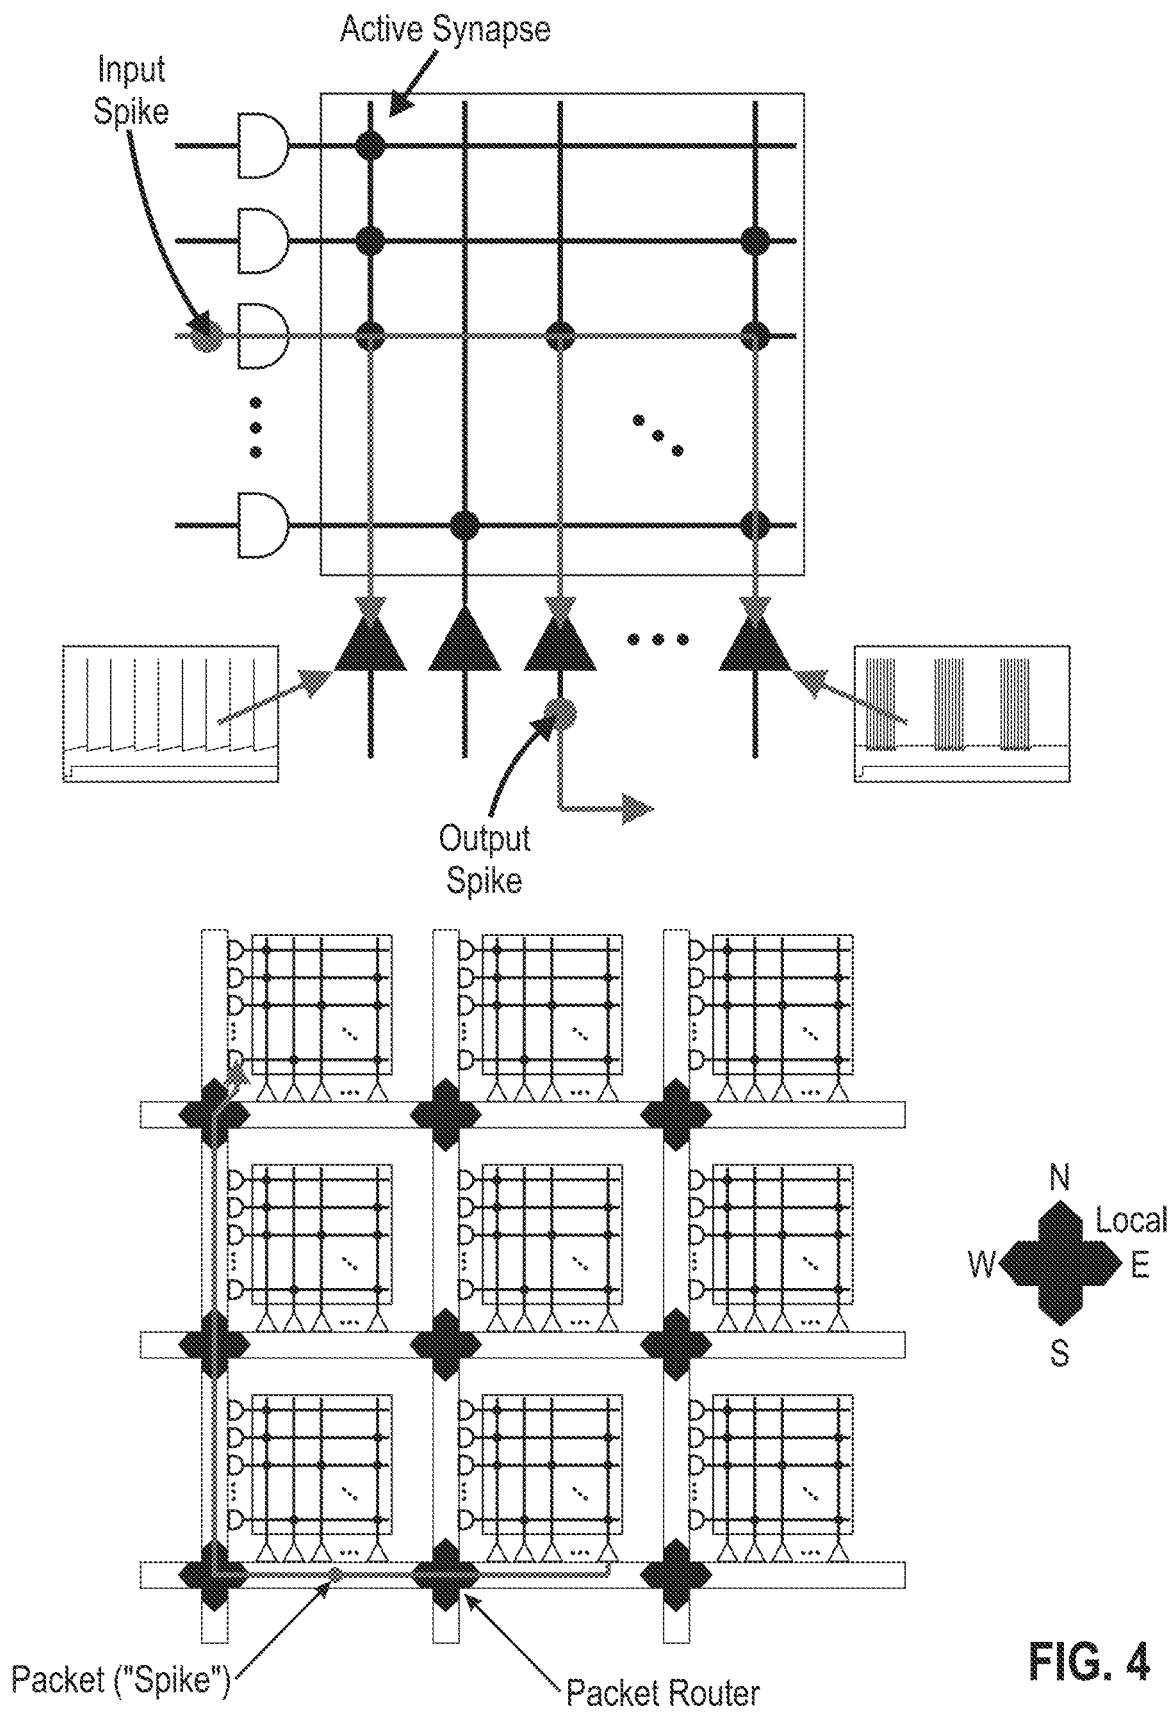 Active Synapse
Input
Spike
Output
Spike
N
Local
W
E
S
Packet ("Spike")
Packet Router
FIG. 4